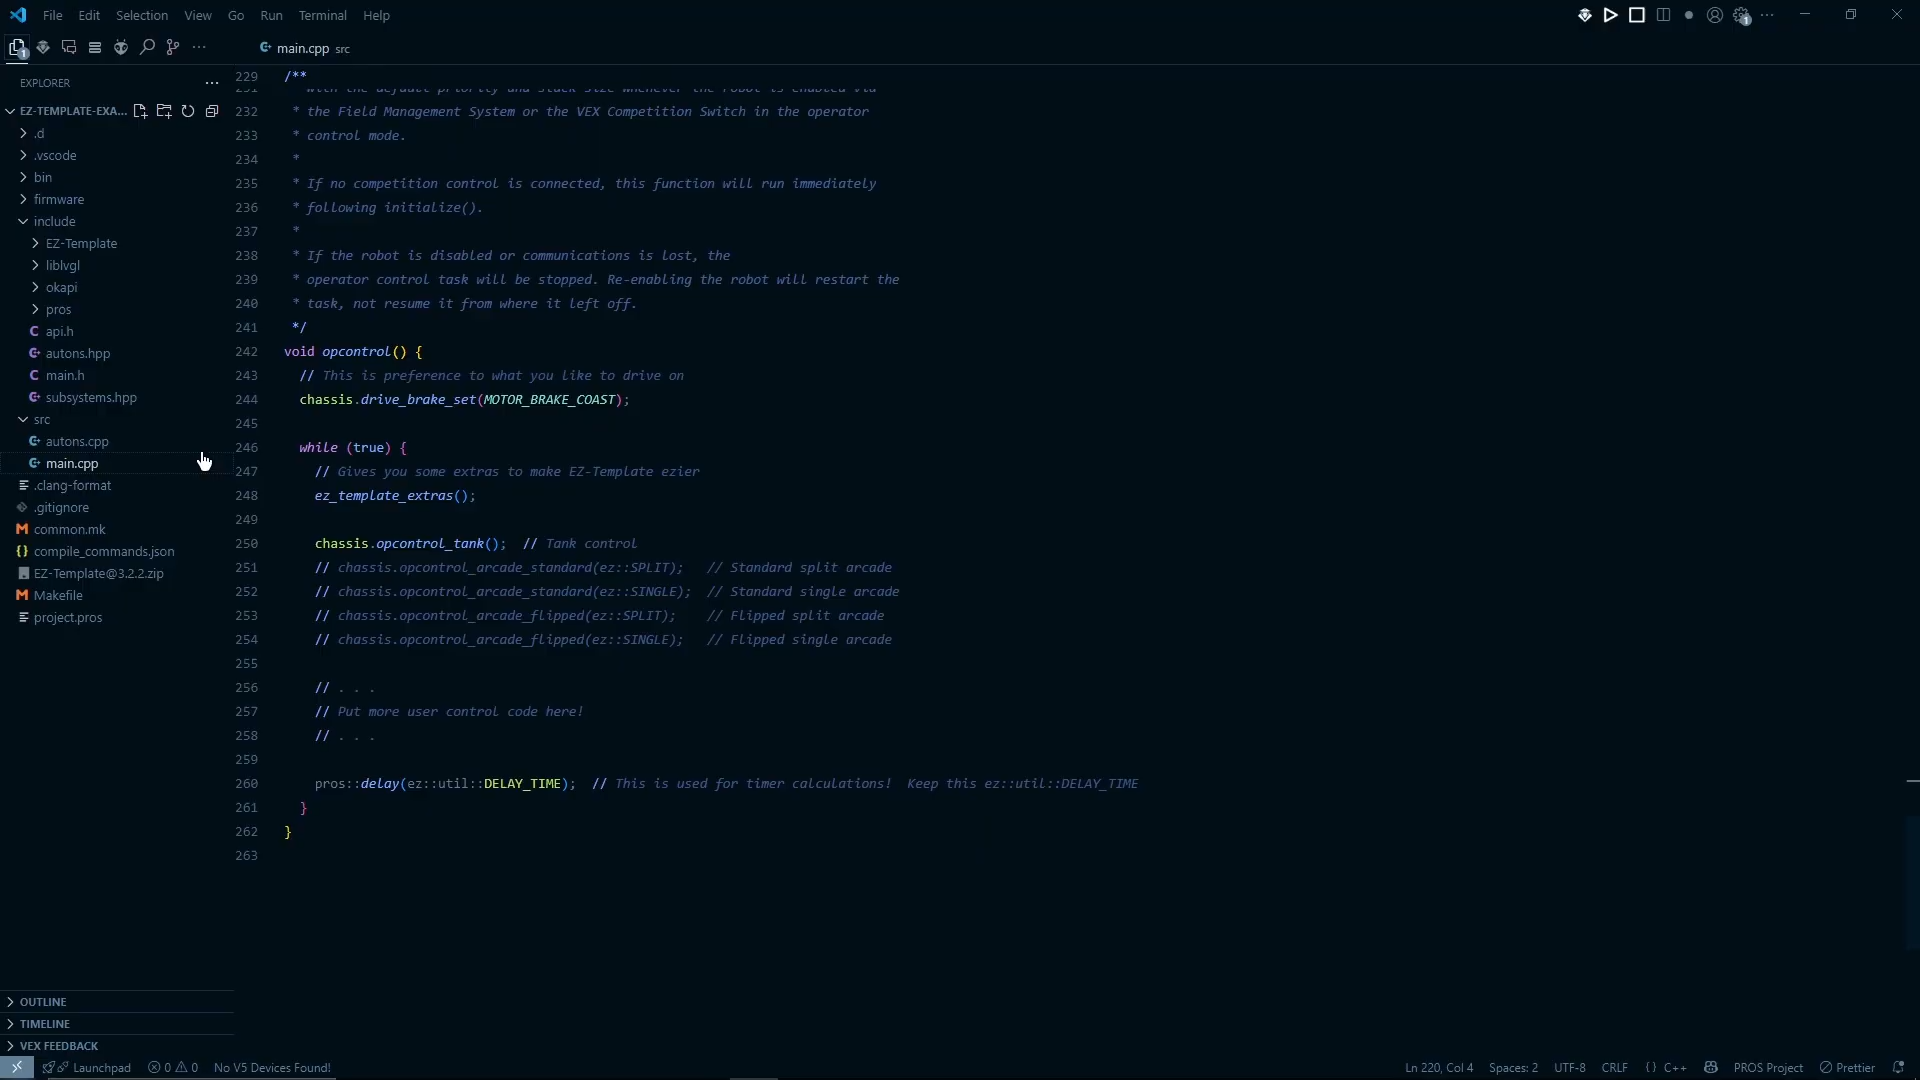 File Edit Selection View Go Run Terminal Help
1
1
main.cpp src
EXPLORER
EZ-TEMPLATE-EXA...
.d
.vscode
bin
firmware
include
EZ-Template
liblvgl
okapi
pros
api.h
autons.hpp
main.h
subsystems.hpp
src
autons.cpp
main.cpp
.clang-format
.gitignore
common.mk
compile_commands.json
EZ-Template@3.2.2.zip
Makefile
project.pros
OUTLINE
TIMELINE
VEX FEEDBACK
229 /**
231 * with the default priority and stack size whenever the robot is enabled via
232 * the Field Management System or the VEX Competition Switch in the operator
233 * control mode.
234 *
235 * If no competition control is connected, this function will run immediately
236 * following initialize().
237 *
238 * If the robot is disabled or communications is lost, the
239 * operator control task will be stopped. Re-enabling the robot will restart the
240 * task, not resume it from where it left off.
241 */
242 void opcontrol() {
243 // This is preference to what you like to drive on
244 chassis.drive_brake_set(MOTOR_BRAKE_COAST);
245
246 while (true) {
247 // Gives you some extras to make EZ-Template ezier
248 ez_template_extras();
249
250 chassis.opcontrol_tank(); // Tank control
251 // chassis.opcontrol_arcade_standard(ez::SPLIT); // Standard split arcade
252 // chassis.opcontrol_arcade_standard(ez::SINGLE); // Standard single arcade
253 // chassis.opcontrol_arcade_flipped(ez::SPLIT); // Flipped split arcade
254 // chassis.opcontrol_arcade_flipped(ez::SINGLE); // Flipped single arcade
255
256 // . . .
257 // Put more user control code here!
258 // . . .
259
260 pros::delay(ez::util::DELAY_TIME); // This is used for timer calculations! Keep this ez::util::DELAY_TIME
261 }
262 }
263
Launchpad 0 0 No V5 Devices Found! Ln 220, Col 4 Spaces: 2 UTF-8 CRLF {} C++ PROS Project Prettier